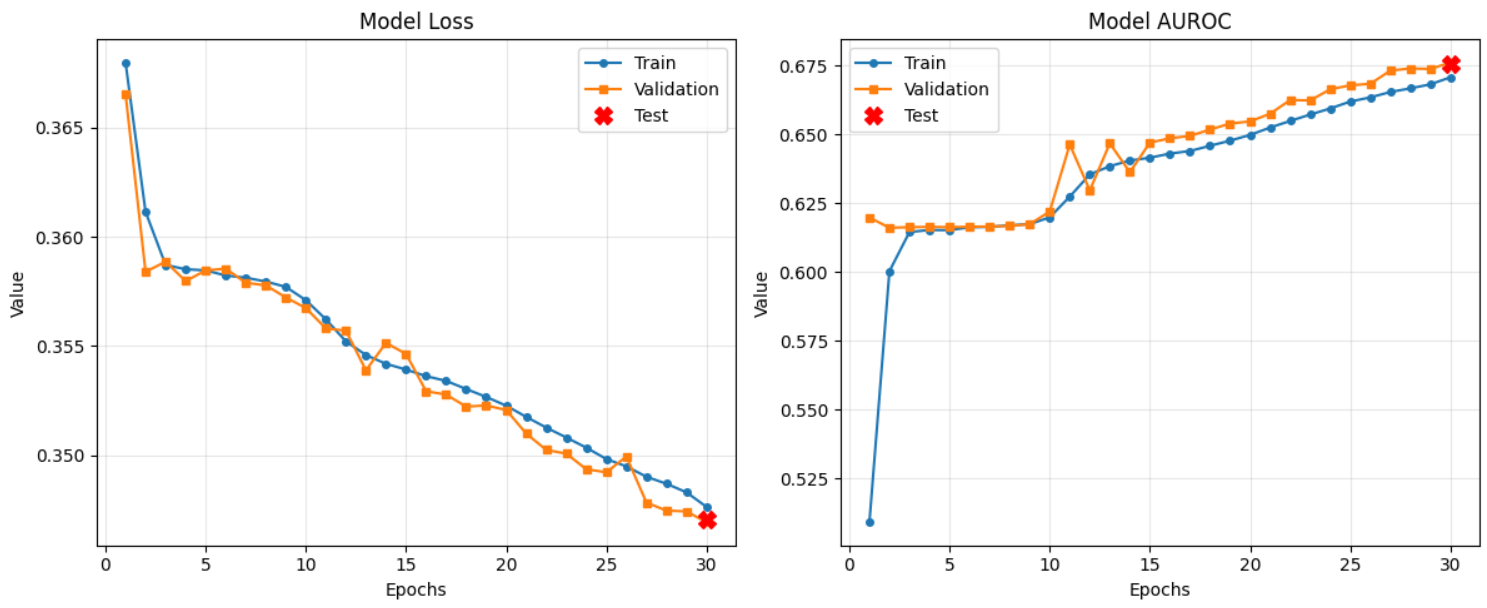 Model Loss
Train
Validation
Test
0.365
0.360
0.355
0.350
Value
0 5 10 15 20 25 30
Epochs
Model AUROC
Train
Validation
Test
0.675
0.650
0.625
0.600
0.575
0.550
0.525
Value
0 5 10 15 20 25 30
Epochs